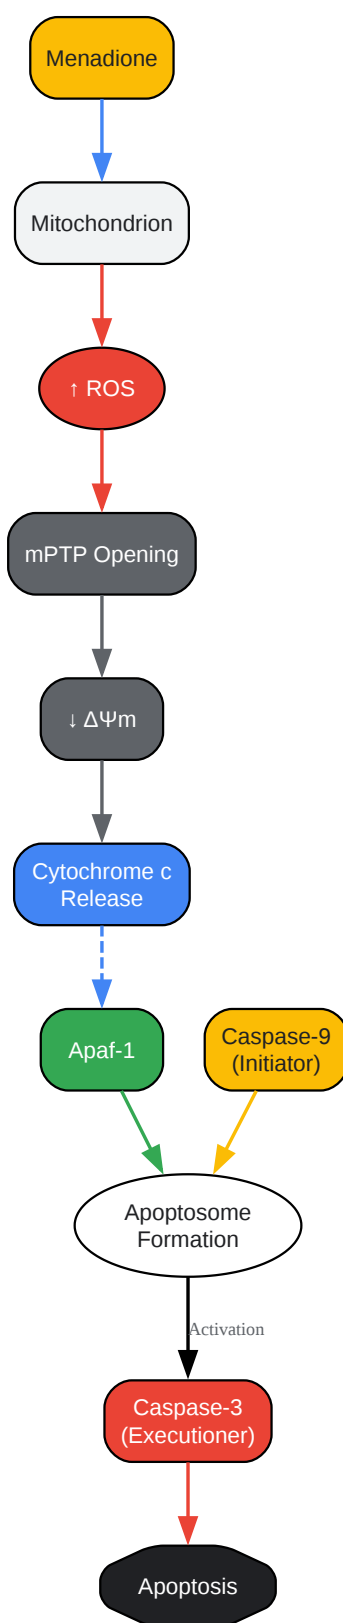 Menadione
Mitochondrion
↑ ROS
mPTP Opening
↓ ΔΨm
Cytochrome c
Release
Apaf-1
Caspase-9
(Initiator)
Apoptosome
Formation
Activation
Caspase-3
(Executioner)
Apoptosis